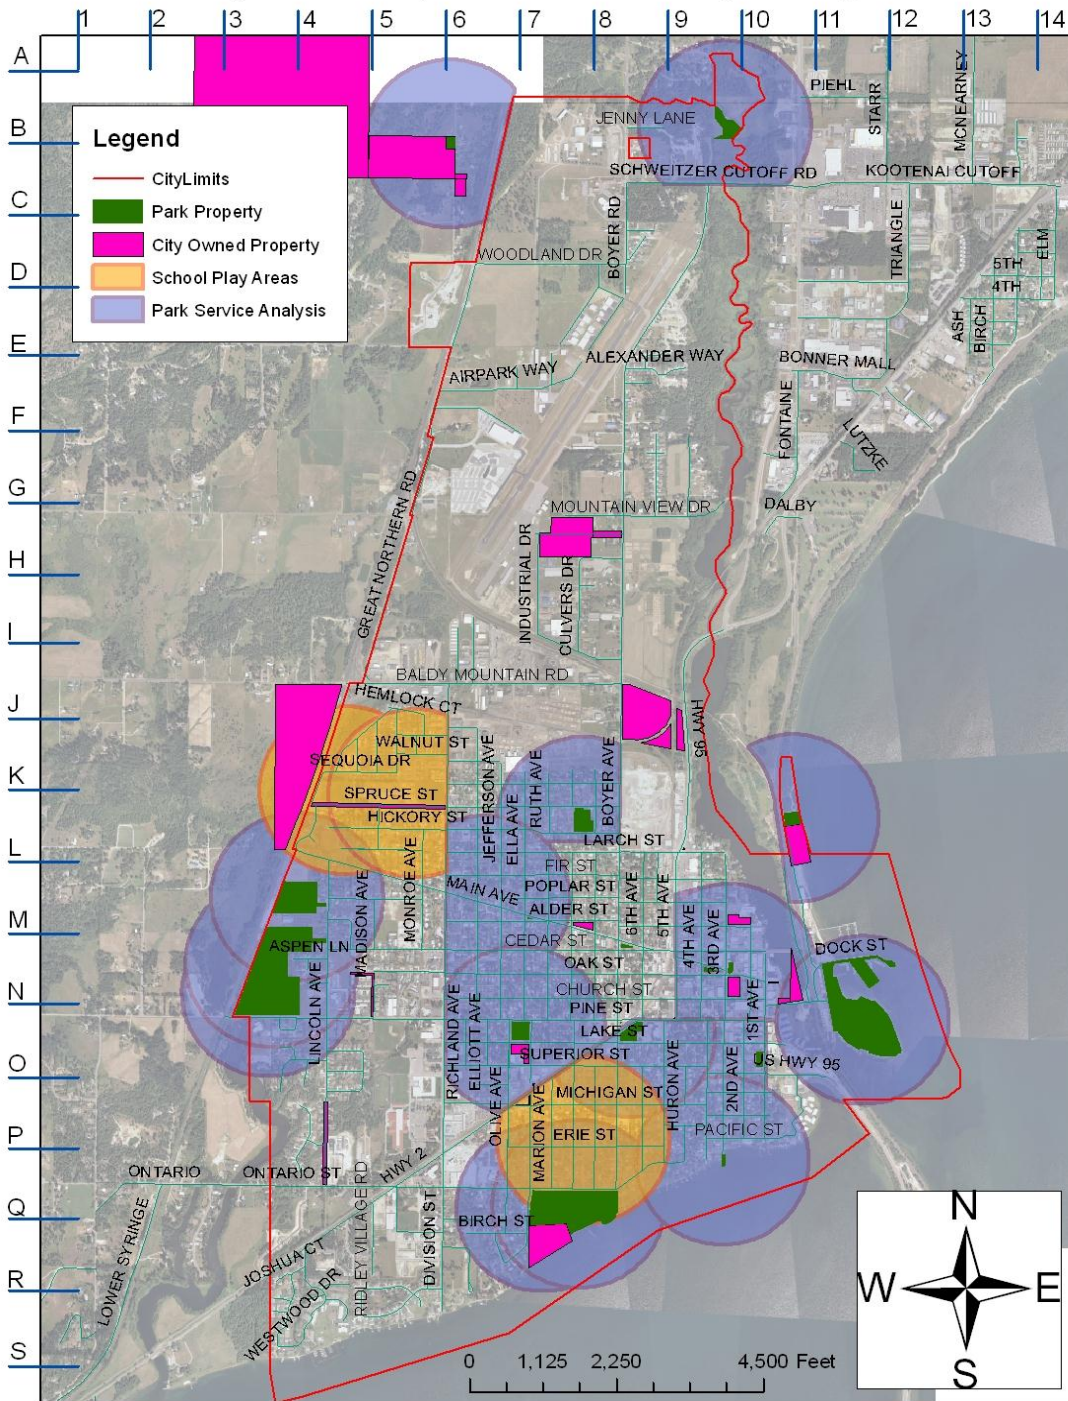 1 2 3 4 5 6 7 8 9 10 11 12 13 14
A
B
C
D
E
F
G
H
I
J
K
L
M
N
O
P
Q
R
S
Legend
CityLimits
Park Property
City Owned Property
School Play Areas
Park Service Analysis
PIEHL
STARR
MCNEARNEY
JENNY LANE
SCHWEITZER CUTOFF RD
KOOTENAI CUTOFF
BOYER RD
TRIANGLE
ELM
WOODLAND DR
5TH
4TH
ASH
BIRCH
ALEXANDER WAY
BONNER MALL
AIRPARK WAY
FONTAINE
LUTZKE
GREAT NORTHERN RD
MOUNTAIN VIEW DR
DALBY
INDUSTRIAL DR
CULVERS DR
BALDY MOUNTAIN RD
HEMLOCK CT
HWY 95
WALNUT ST
SEQUOIA DR
JEFFERSON AVE
RUTH AVE
BOYER AVE
SPRUCE ST
HICKORY ST
ELLA AVE
LARCH ST
MONROE AVE
FIR ST
MAIN AVE
POPLAR ST
MADISON AVE
6TH AVE
5TH AVE
ALDER ST
4TH AVE
3RD AVE
ASPEN LN
CEDAR ST
DOCK ST
OAK ST
LINCOLN AVE
CHURCH ST
1ST AVE
PINE ST
RICHLAND AVE
ELLIOTT AVE
LAKE ST
SUPERIOR ST
HURON AVE
2ND AVE
US HWY 95
OLIVE AVE
MARION AVE
MICHIGAN ST
ERIE ST
PACIFIC ST
ONTARIO
ONTARIO ST
HWY 2
RIDLEY VILLAGE RD
DIVISION ST
BIRCH ST
LOWER SYRINGE
JOSHUA CT
WESTWOOD DR
N
W E
S
0 1,125 2,250 4,500 Feet